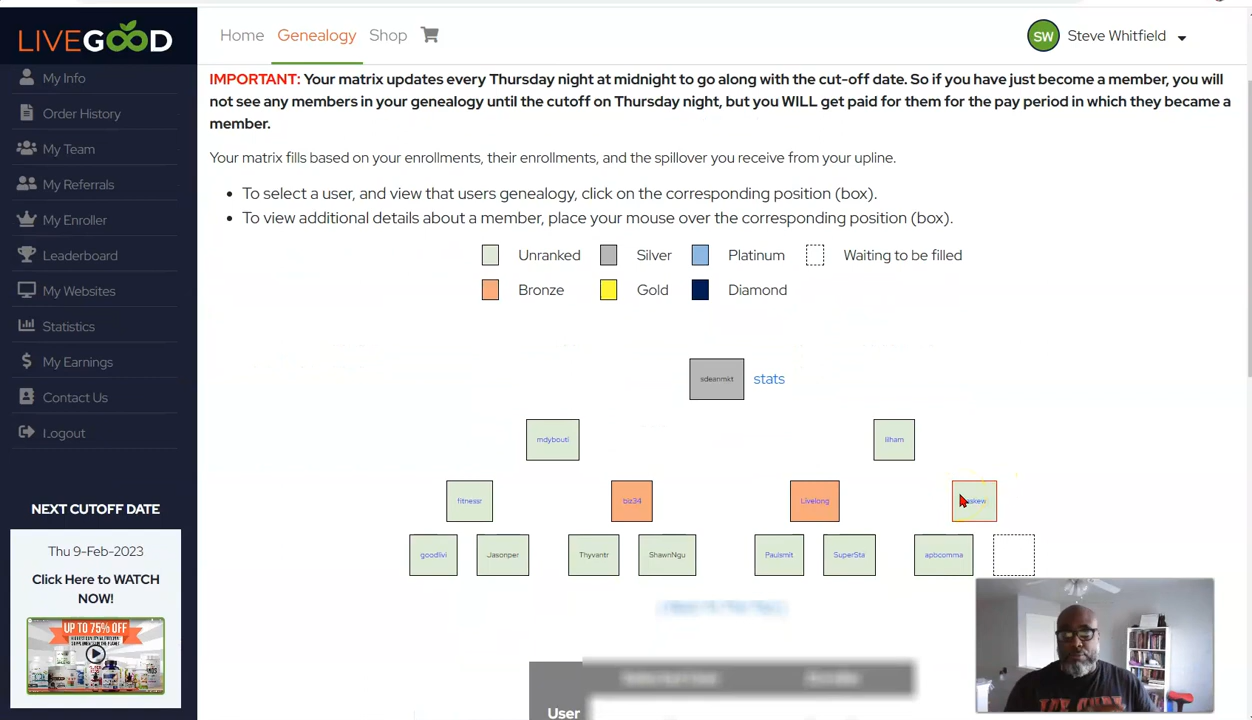 LIVEGOOD
Home Genealogy Shop
SW Steve Whitfield
My Info
Order History
My Team
My Referrals
My Enroller
Leaderboard
My Websites
Statistics
My Earnings
Contact Us
Logout
NEXT CUTOFF DATE
Thu 9-Feb-2023
Click Here to WATCH
NOW!
UP TO 75% OFF
IMPORTANT: Your matrix updates every Thursday night at midnight to go along with the cut-off date. So if you have just become a member, you will
not see any members in your genealogy until the cutoff on Thursday night, but you WILL get paid for them for the pay period in which they became a
member.
Your matrix fills based on your enrollments, their enrollments, and the spillover you receive from your upline.
• To select a user, and view that users genealogy, click on the corresponding position (box).
• To view additional details about a member, place your mouse over the corresponding position (box).
Unranked Silver Platinum Waiting to be filled
Bronze Gold Diamond
sdeanmkt stats
mdybouti
fitnessr biz34 Livelong
goodlivi Jasonper Thyvantr ShawnNgu Paulsmit SuperSta apbcomma
User